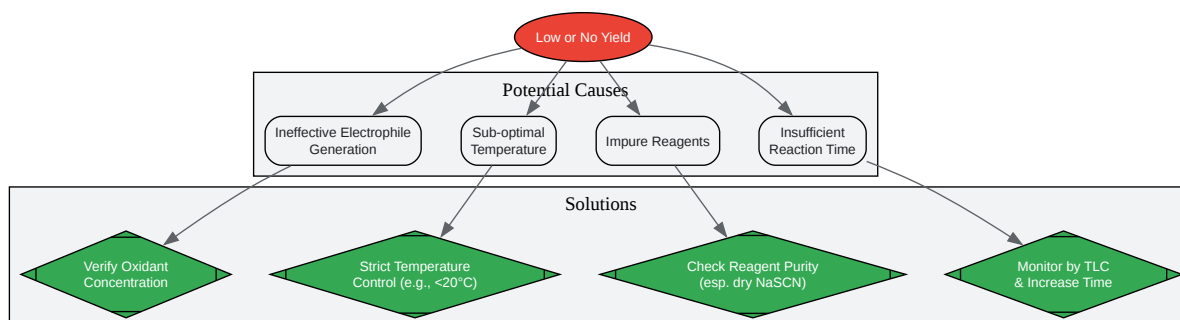 Low or No Yield
Potential Causes
Ineffective Electrophile
Generation
Sub-optimal
Temperature
Impure Reagents
Insufficient
Reaction Time
Solutions
Verify Oxidant
Concentration
Strict Temperature
Control (e.g., <20°C)
Check Reagent Purity
(esp. dry NaSCN)
Monitor by TLC
& Increase Time